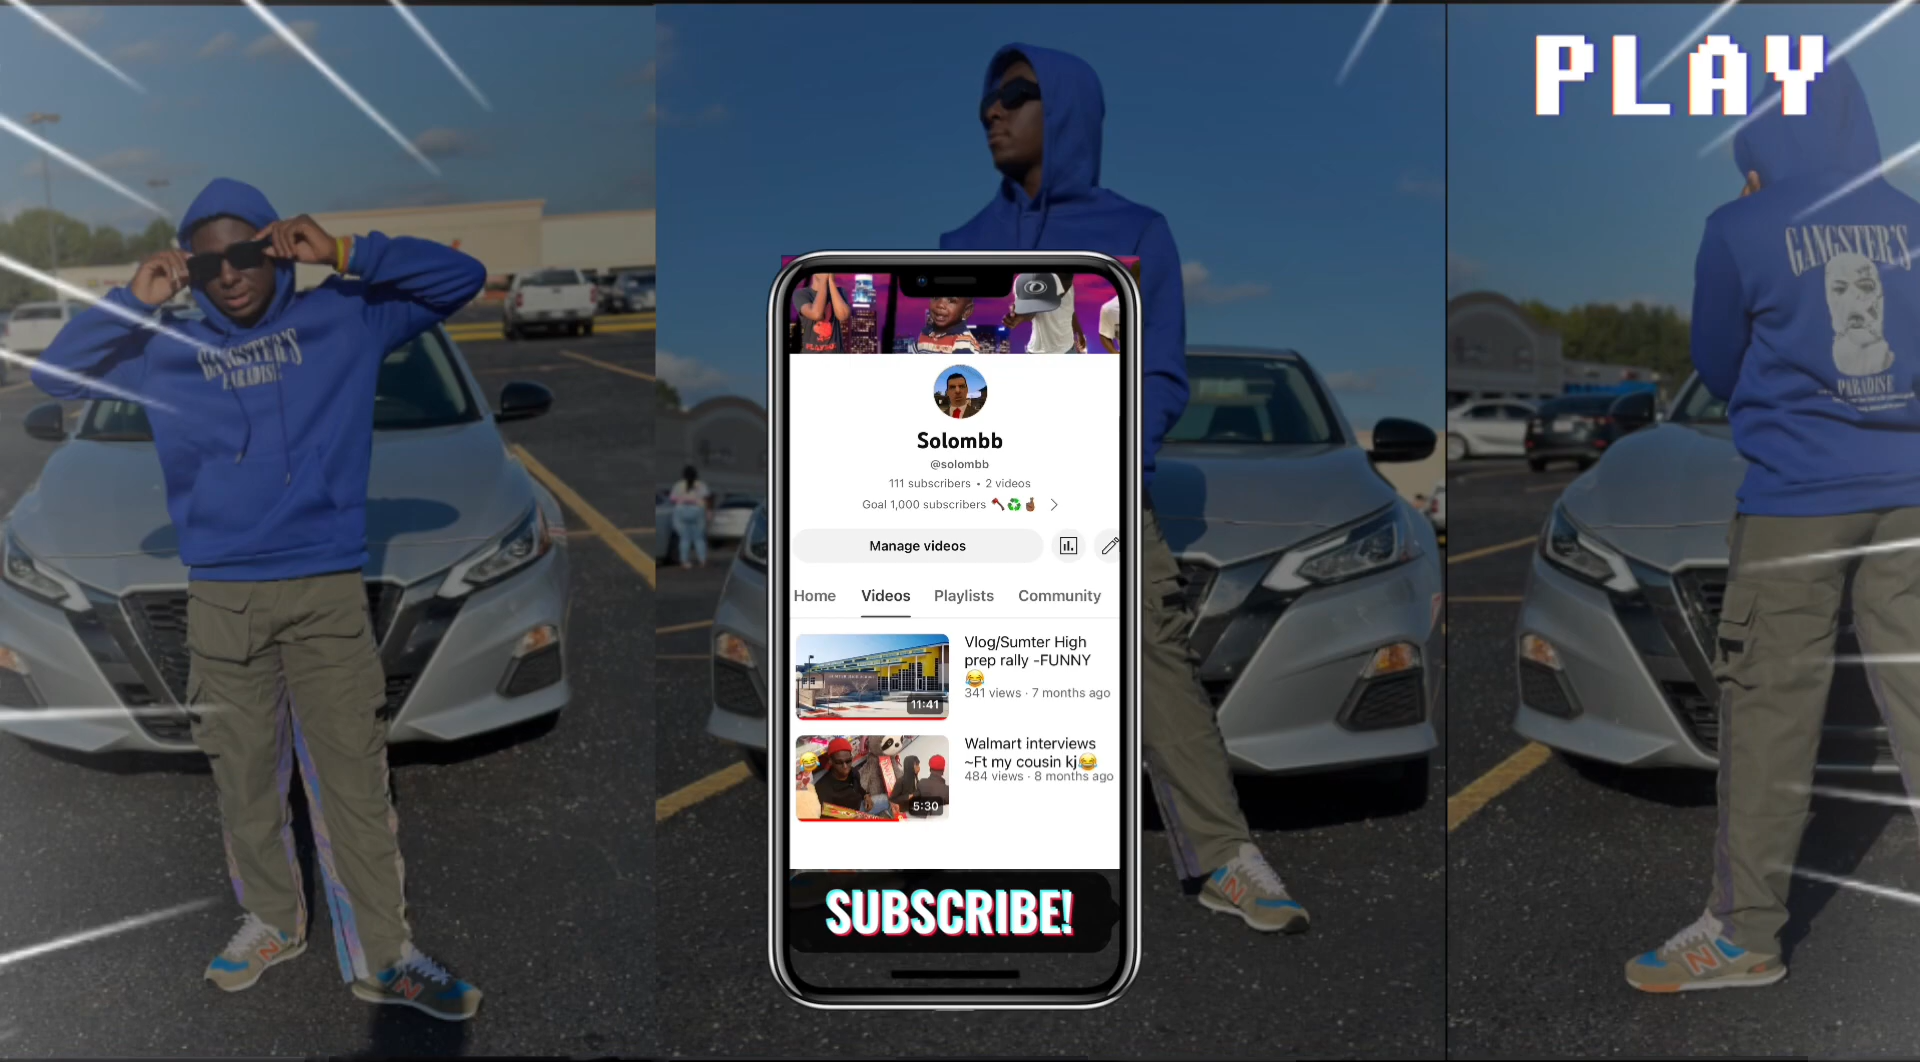 PLAY
GANGSTER'S
PARADISE
GANGSTER'S
PARADISE
Solombb
@solombb
111 subscribers • 2 videos
Goal 1,000 subscribers 🪓♻️🤞🏾 >
Manage videos
Home Videos Playlists Community
Vlog/Sumter High
prep rally -FUNNY
😂
341 views · 7 months ago
11:41
Walmart interviews
~Ft my cousin kj😂
484 views · 8 months ago
5:30
SUBSCRIBE!